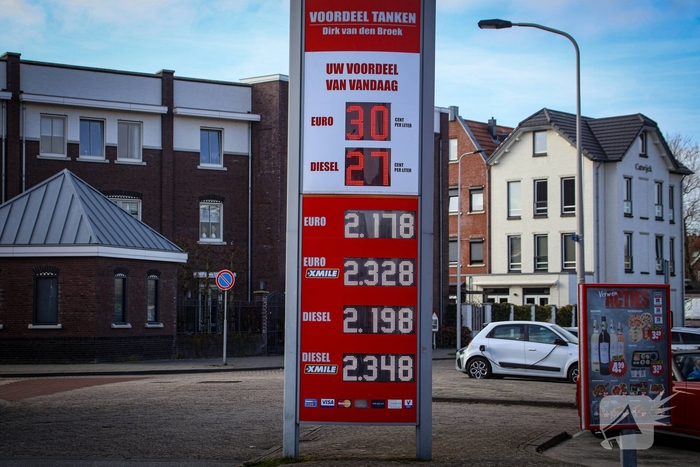 VOORDEEL TANKEN
Dirk van den Broek
UW VOORDEEL
VAN VANDAAG
EURO 30 CENT
PER LITER
DIESEL 27 CENT
PER LITER
EURO 2.178
EURO
XMILE 2.328
DIESEL 2.198
DIESEL
XMILE 2.348
VISA
ACTIES